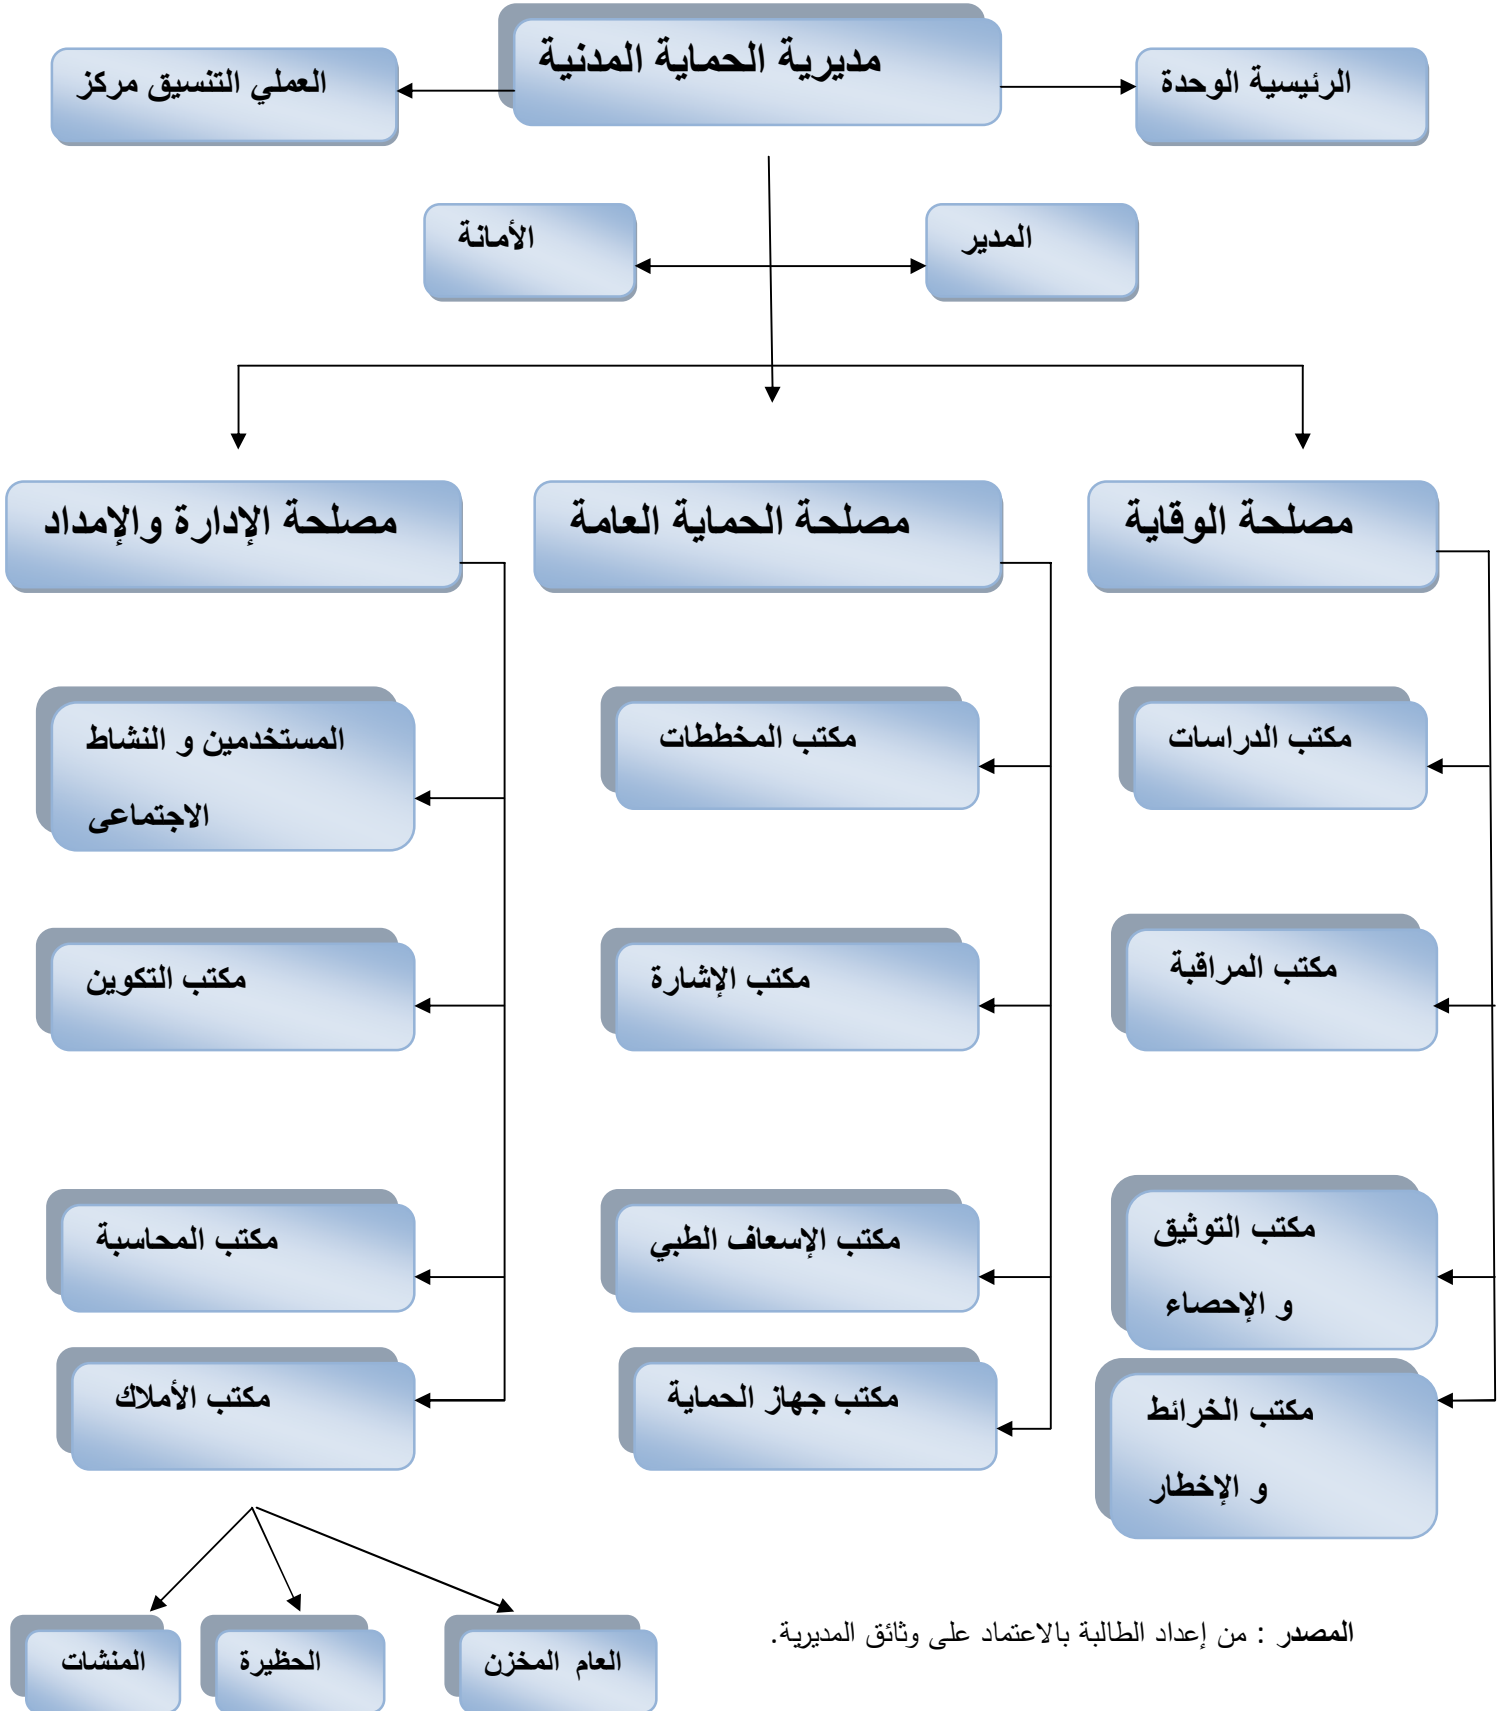 مديرية الحماية المدنية
الرئيسية الوحدة
العملي التنسيق مركز
المدير
الأمانة
مصلحة الوقاية
مصلحة الحماية العامة
مصلحة الإدارة والإمداد
مكتب الدراسات
مكتب المخططات
المستخدمين و النشاط
الاجتماعى
مكتب المراقبة
مكتب الإشارة
مكتب التكوين
مكتب التوثيق
و الإحصاء
مكتب الإسعاف الطبي
مكتب المحاسبة
مكتب الخرائط
و الإخطار
مكتب جهاز الحماية
مكتب الأملاك
العام المخزن
الحظيرة
المنشات
المصدر : من إعداد الطالبة بالاعتماد على وثائق المديرية.